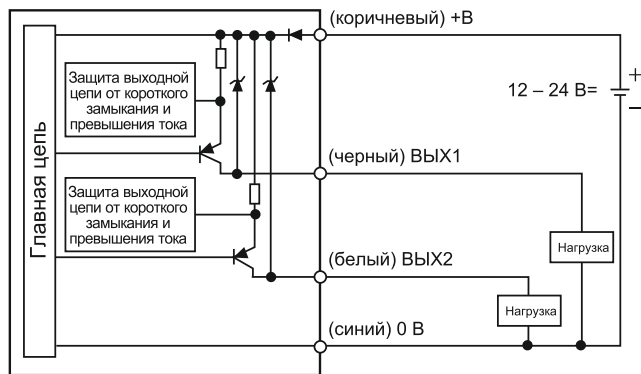 (коричневый) +В
Защита выходной
цепи от короткого
замыкания и
превышения тока
12 – 24 В=
+
–
Главная цепь
(черный) ВЫХ1
Защита выходной
цепи от короткого
замыкания и
превышения тока
Нагрузка
(белый) ВЫХ2
Нагрузка
(синий) 0 В